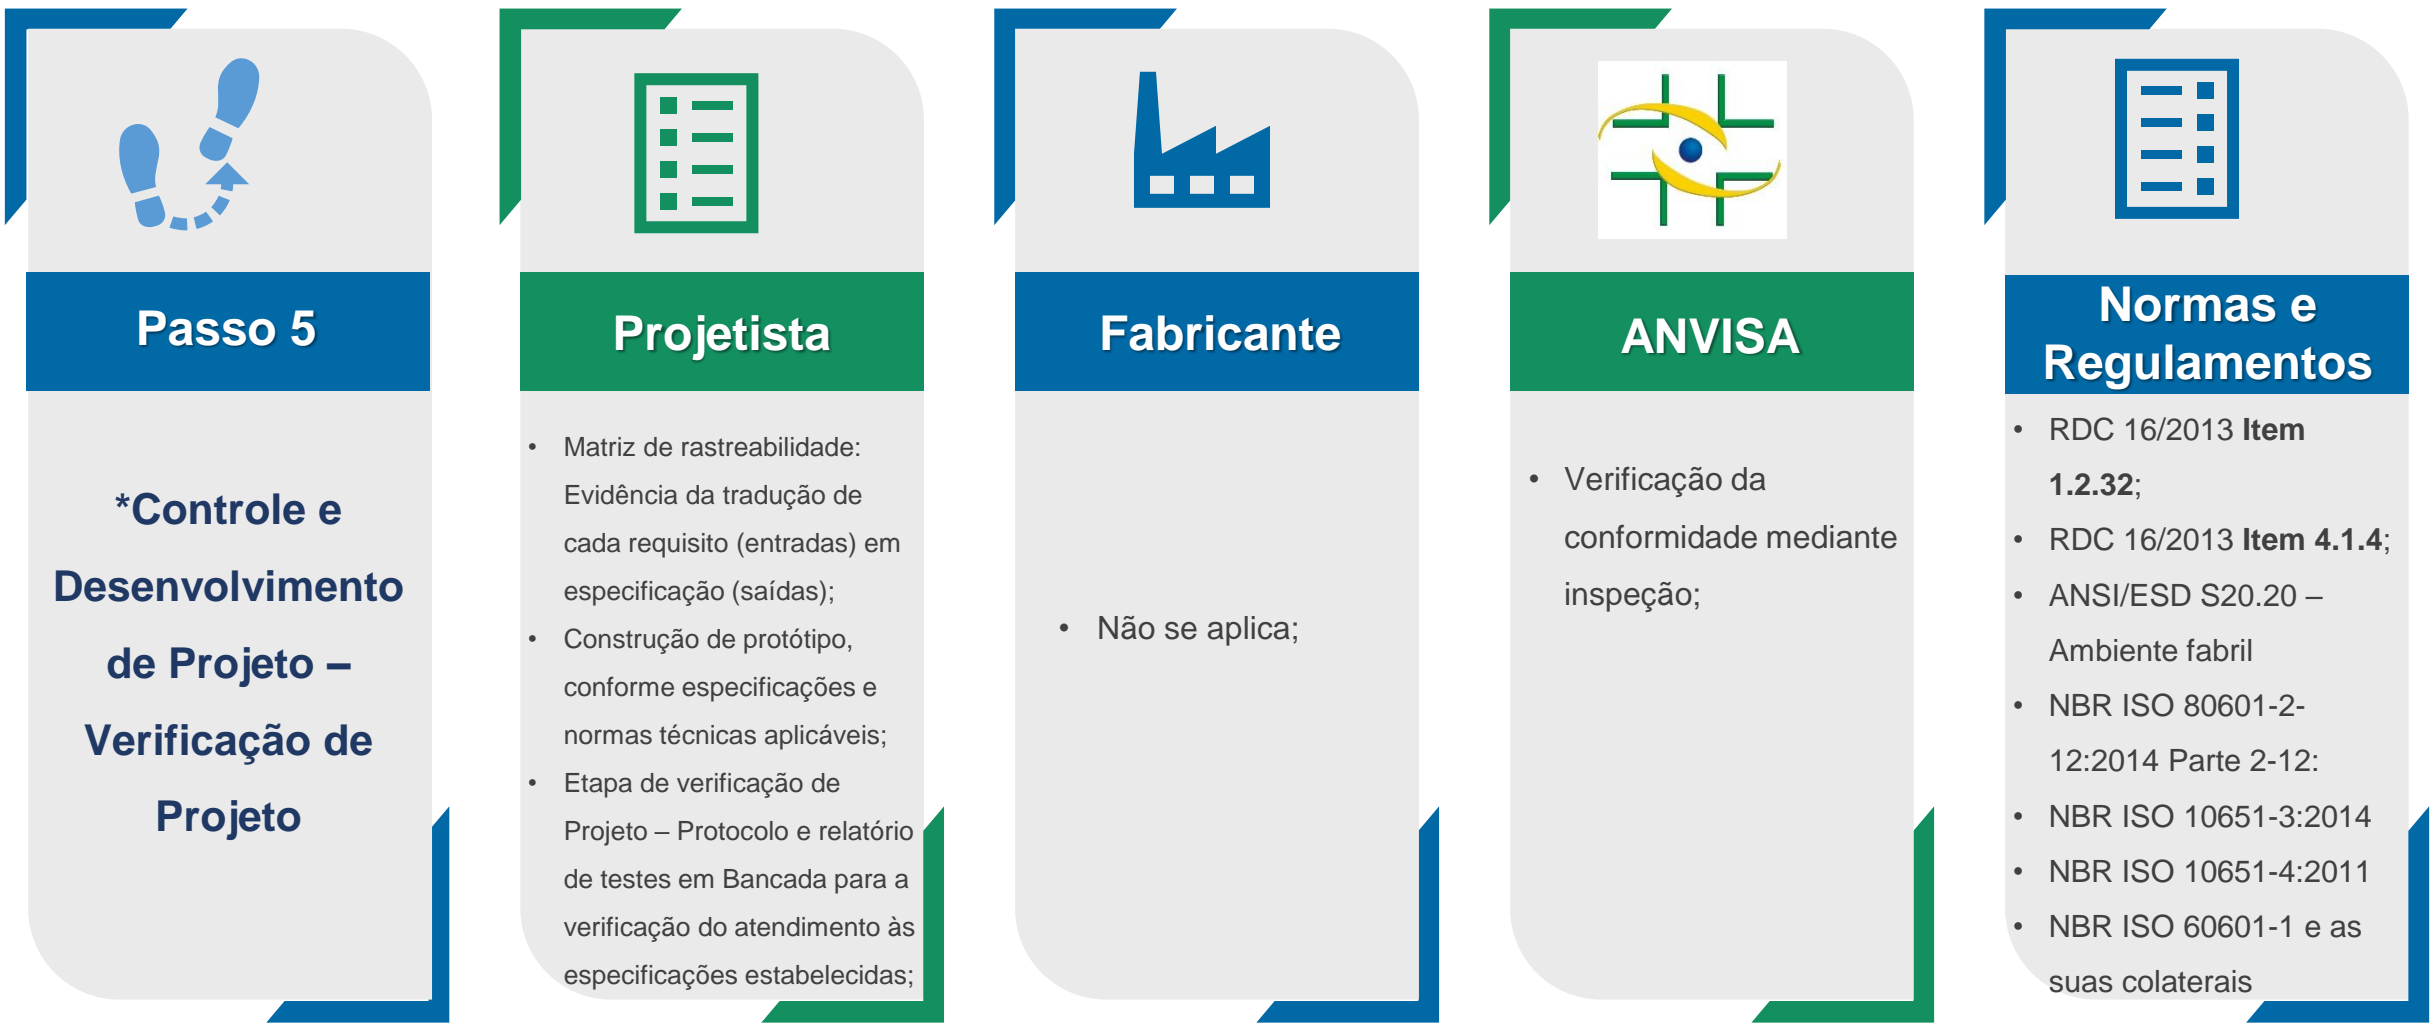 Passo 5
*Controle e
Desenvolvimento
de Projeto –
Verificação de
Projeto
Projetista
• Matriz de rastreabilidade:
Evidência da tradução de
cada requisito (entradas) em
especificação (saídas);
• Construção de protótipo,
conforme especificações e
normas técnicas aplicáveis;
• Etapa de verificação de
Projeto – Protocolo e relatório
de testes em Bancada para a
verificação do atendimento às
especificações estabelecidas;
Fabricante
• Não se aplica;
ANVISA
• Verificação da
conformidade mediante
inspeção;
Normas e
Regulamentos
• RDC 16/2013 Item
1.2.32;
• RDC 16/2013 Item 4.1.4;
• ANSI/ESD S20.20 –
Ambiente fabril
• NBR ISO 80601-2-
12:2014 Parte 2-12:
• NBR ISO 10651-3:2014
• NBR ISO 10651-4:2011
• NBR ISO 60601-1 e as
suas colaterais